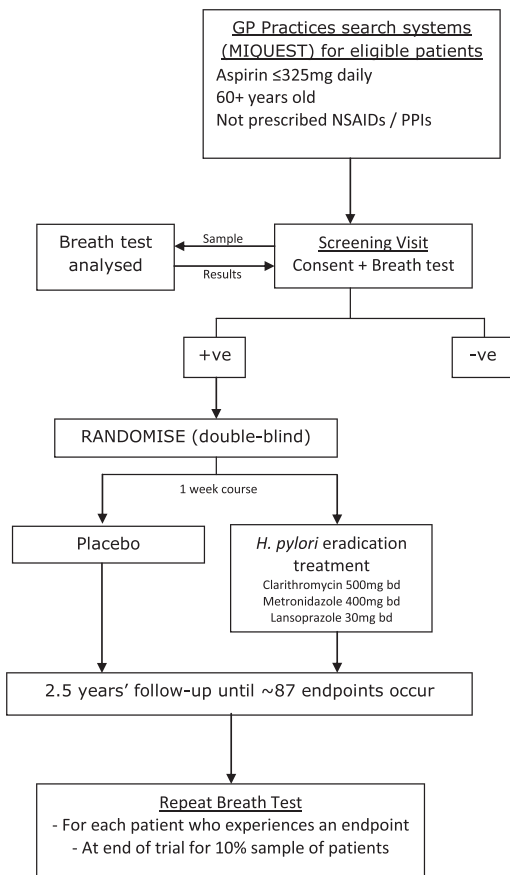 GP Practices search systems
(MIQUEST) for eligible patients
Aspirin ≤325mg daily
60+ years old
Not prescribed NSAIDs / PPIs
Breath test
analysed
Sample
Results
Screening Visit
Consent + Breath test
+ve
-ve
RANDOMISE (double-blind)
1 week course
Placebo
H. pylori eradication
treatment
Clarithromycin 500mg bd
Metronidazole 400mg bd
Lansoprazole 30mg bd
2.5 years' follow-up until ~87 endpoints occur
Repeat Breath Test
- For each patient who experiences an endpoint
- At end of trial for 10% sample of patients